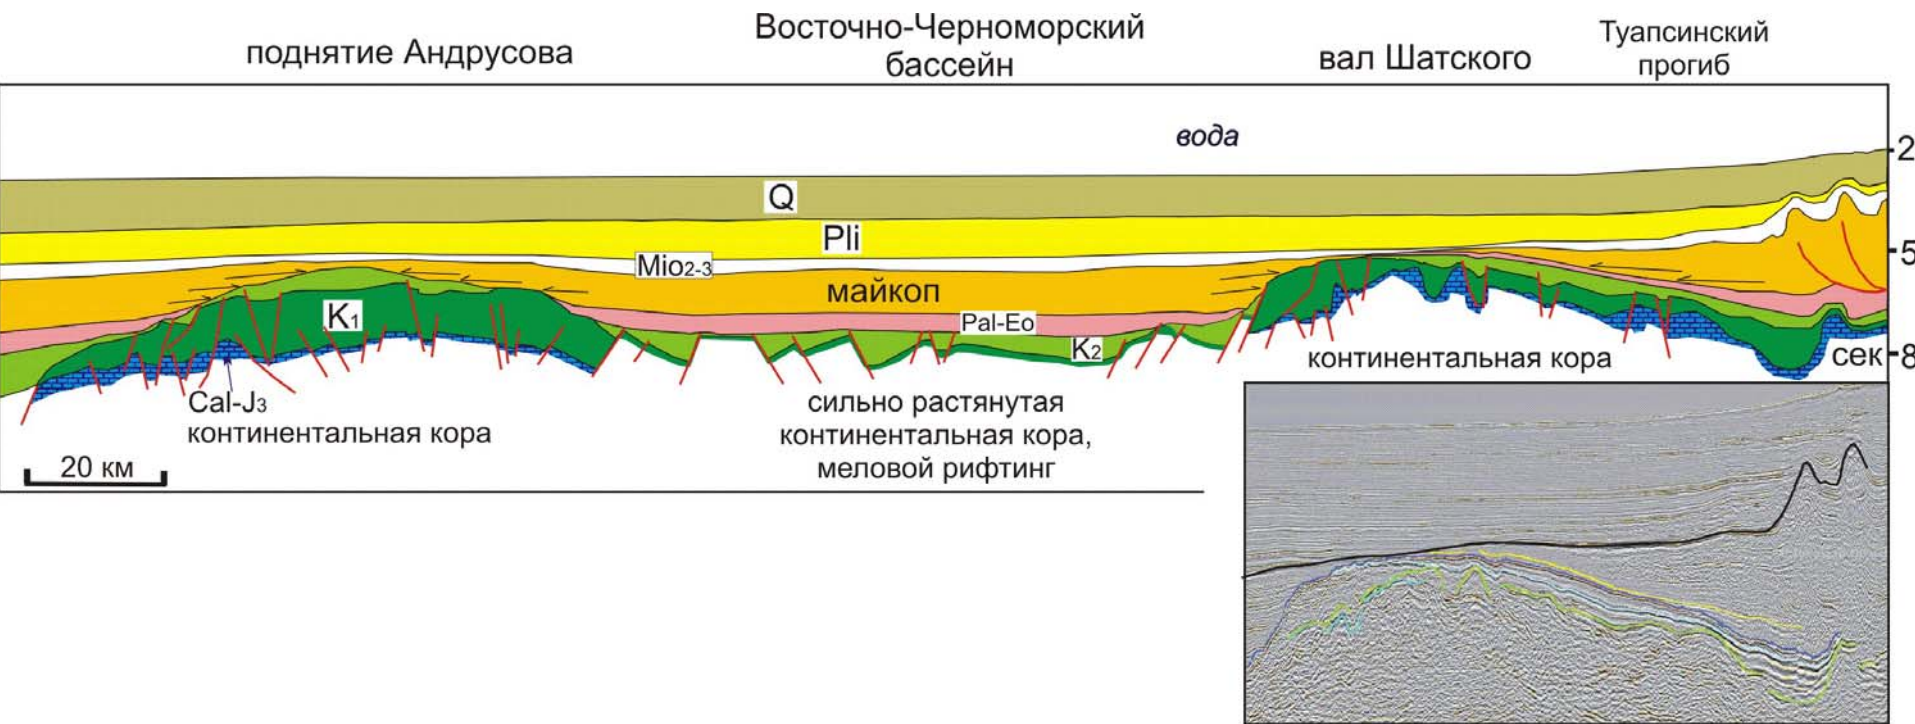 поднятие Андрусова
Восточно-Черноморский
бассейн
вал Шатского
Туапсинский
прогиб
вода
2
Q
Pli
5
Mio2-3
майкоп
K1
Pal-Eo
K2
сек
8
континентальная кора
Cal-J3
континентальная кора
сильно растянутая
континентальная кора,
меловой рифтинг
20 км